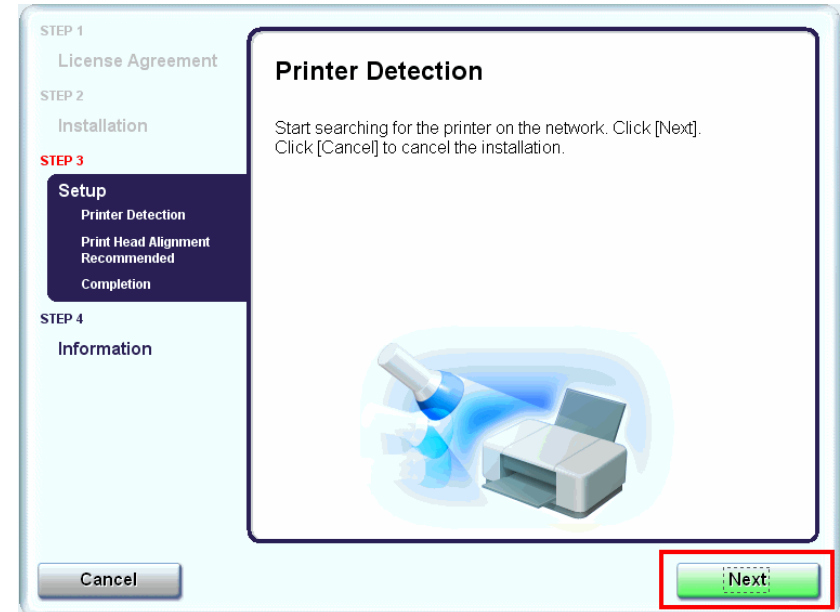 STEP 1
License Agreement
STEP 2
Installation
STEP 3
Setup
Printer Detection
Print Head Alignment
Recommended
Completion
STEP 4
Information
Printer Detection
Start searching for the printer on the network. Click [Next].
Click [Cancel] to cancel the installation.
Cancel
Next